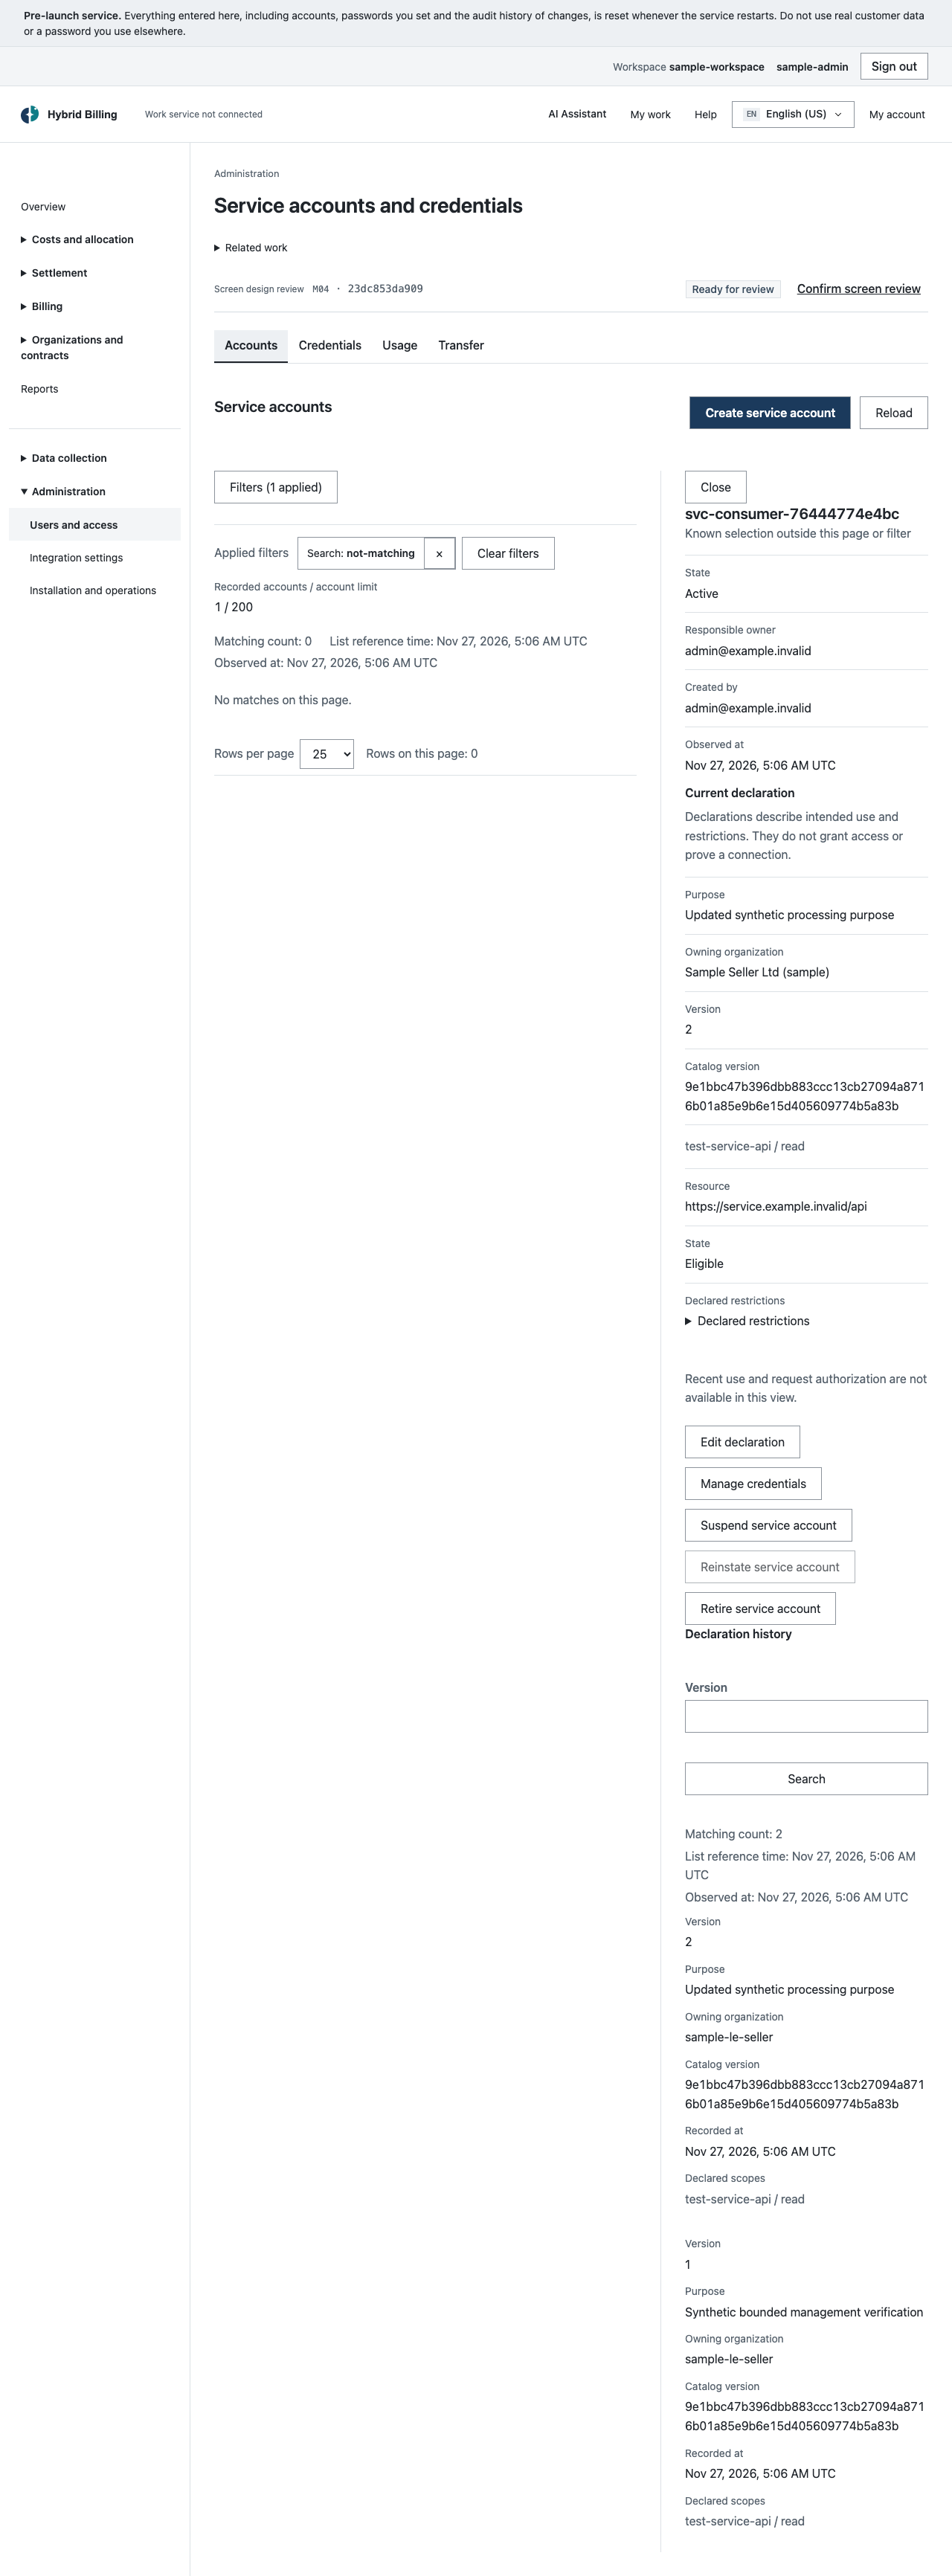 Pre-launch service. Everything entered here, including accounts, passwords you set and the audit history of changes, is reset whenever the service restarts. Do not use real customer data
or a password you use elsewhere.
Workspace sample-workspace sample-admin Sign out
Hybrid Billing Work service not connected AI Assistant My work Help EN English (US) My account
Overview
Costs and allocation
Settlement
Billing
Organizations and
contracts
Reports
Data collection
Administration
Users and access
Integration settings
Installation and operations
Administration
Service accounts and credentials
Related work
Screen design review M04 · 23dc853da909 Ready for review Confirm screen review
Accounts Credentials Usage Transfer
Service accounts Create service account Reload
Filters (1 applied)
Applied filters Search: not-matching × Clear filters
Recorded accounts / account limit
1 / 200
Matching count: 0 List reference time: Nov 27, 2026, 5:06 AM UTC
Observed at: Nov 27, 2026, 5:06 AM UTC
No matches on this page.
Rows per page 25 Rows on this page: 0
Close
svc-consumer-76444774e4bc
Known selection outside this page or filter
State
Active
Responsible owner
admin@example.invalid
Created by
admin@example.invalid
Observed at
Nov 27, 2026, 5:06 AM UTC
Current declaration
Declarations describe intended use and
restrictions. They do not grant access or
prove a connection.
Purpose
Updated synthetic processing purpose
Owning organization
Sample Seller Ltd (sample)
Version
2
Catalog version
9e1bbc47b396dbb883ccc13cb27094a871
6b01a85e9b6e15d405609774b5a83b
test-service-api / read
Resource
https://service.example.invalid/api
State
Eligible
Declared restrictions
Declared restrictions
Recent use and request authorization are not
available in this view.
Edit declaration
Manage credentials
Suspend service account
Reinstate service account
Retire service account
Declaration history
Version
Search
Matching count: 2
List reference time: Nov 27, 2026, 5:06 AM
UTC
Observed at: Nov 27, 2026, 5:06 AM UTC
Version
2
Purpose
Updated synthetic processing purpose
Owning organization
sample-le-seller
Catalog version
9e1bbc47b396dbb883ccc13cb27094a871
6b01a85e9b6e15d405609774b5a83b
Recorded at
Nov 27, 2026, 5:06 AM UTC
Declared scopes
test-service-api / read
Version
1
Purpose
Synthetic bounded management verification
Owning organization
sample-le-seller
Catalog version
9e1bbc47b396dbb883ccc13cb27094a871
6b01a85e9b6e15d405609774b5a83b
Recorded at
Nov 27, 2026, 5:06 AM UTC
Declared scopes
test-service-api / read